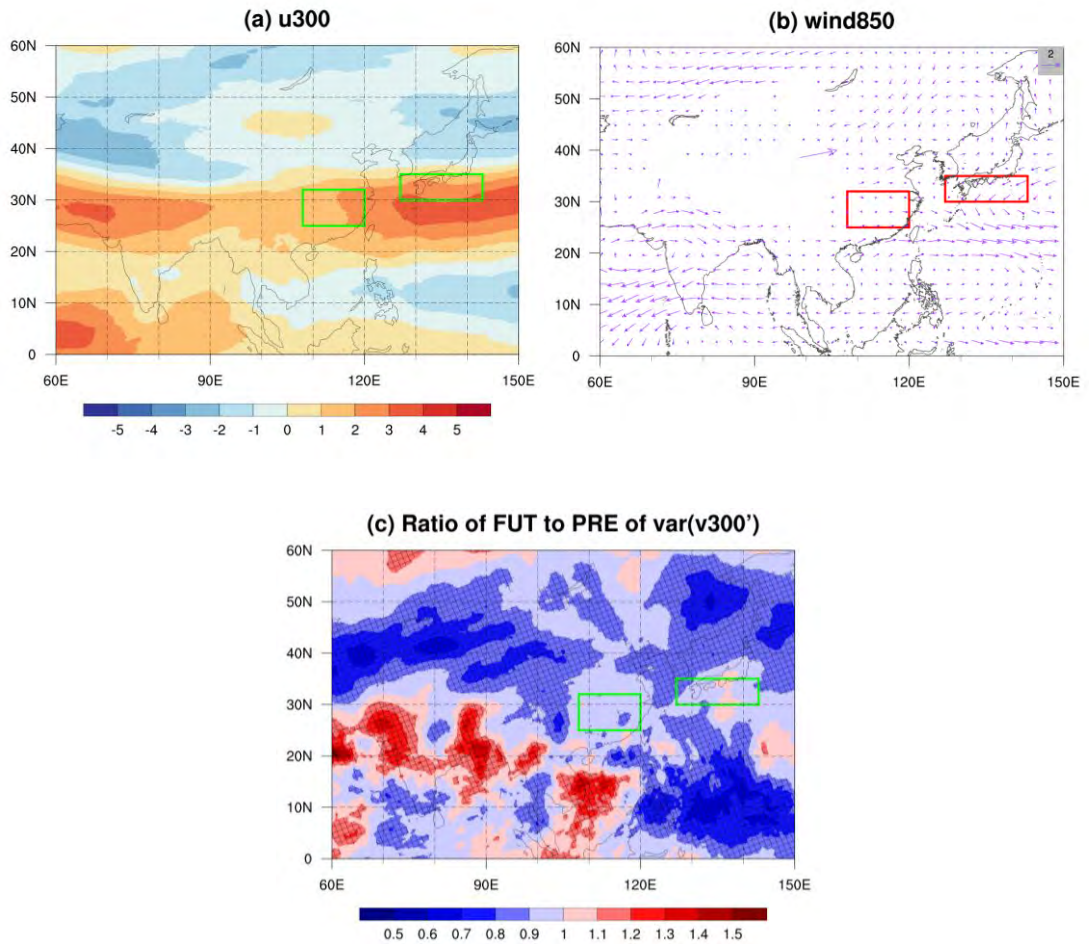 (a) u300
60N
50N
40N
30N
20N
10N
0
60E 90E 120E 150E
-5 -4 -3 -2 -1 0 1 2 3 4 5
(b) wind850
2
60N
50N
40N
30N
20N
10N
0
60E 90E 120E 150E
(c) Ratio of FUT to PRE of var(v300')
60N
50N
40N
30N
20N
10N
0
60E 90E 120E 150E
0.5 0.6 0.7 0.8 0.9 1 1.1 1.2 1.3 1.4 1.5